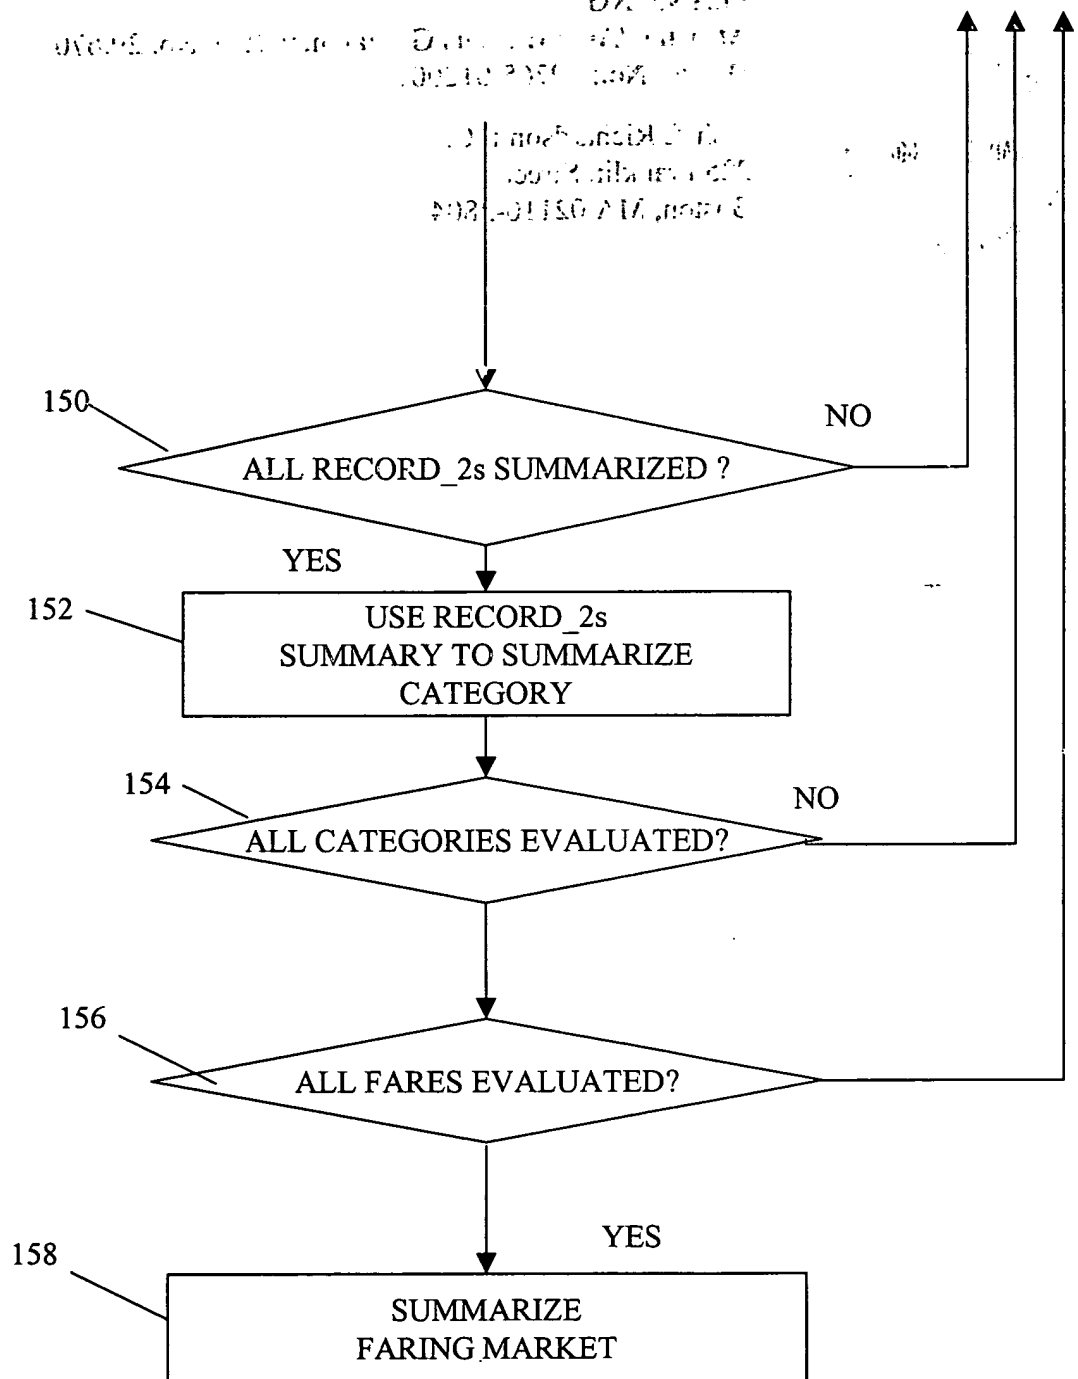 150
NO
ALL RECORD_2s SUMMARIZED ?
YES
152
USE RECORD_2s
SUMMARY TO SUMMARIZE
CATEGORY
154
NO
ALL CATEGORIES EVALUATED?
156
ALL FARES EVALUATED?
YES
158
SUMMARIZE
FARING MARKET